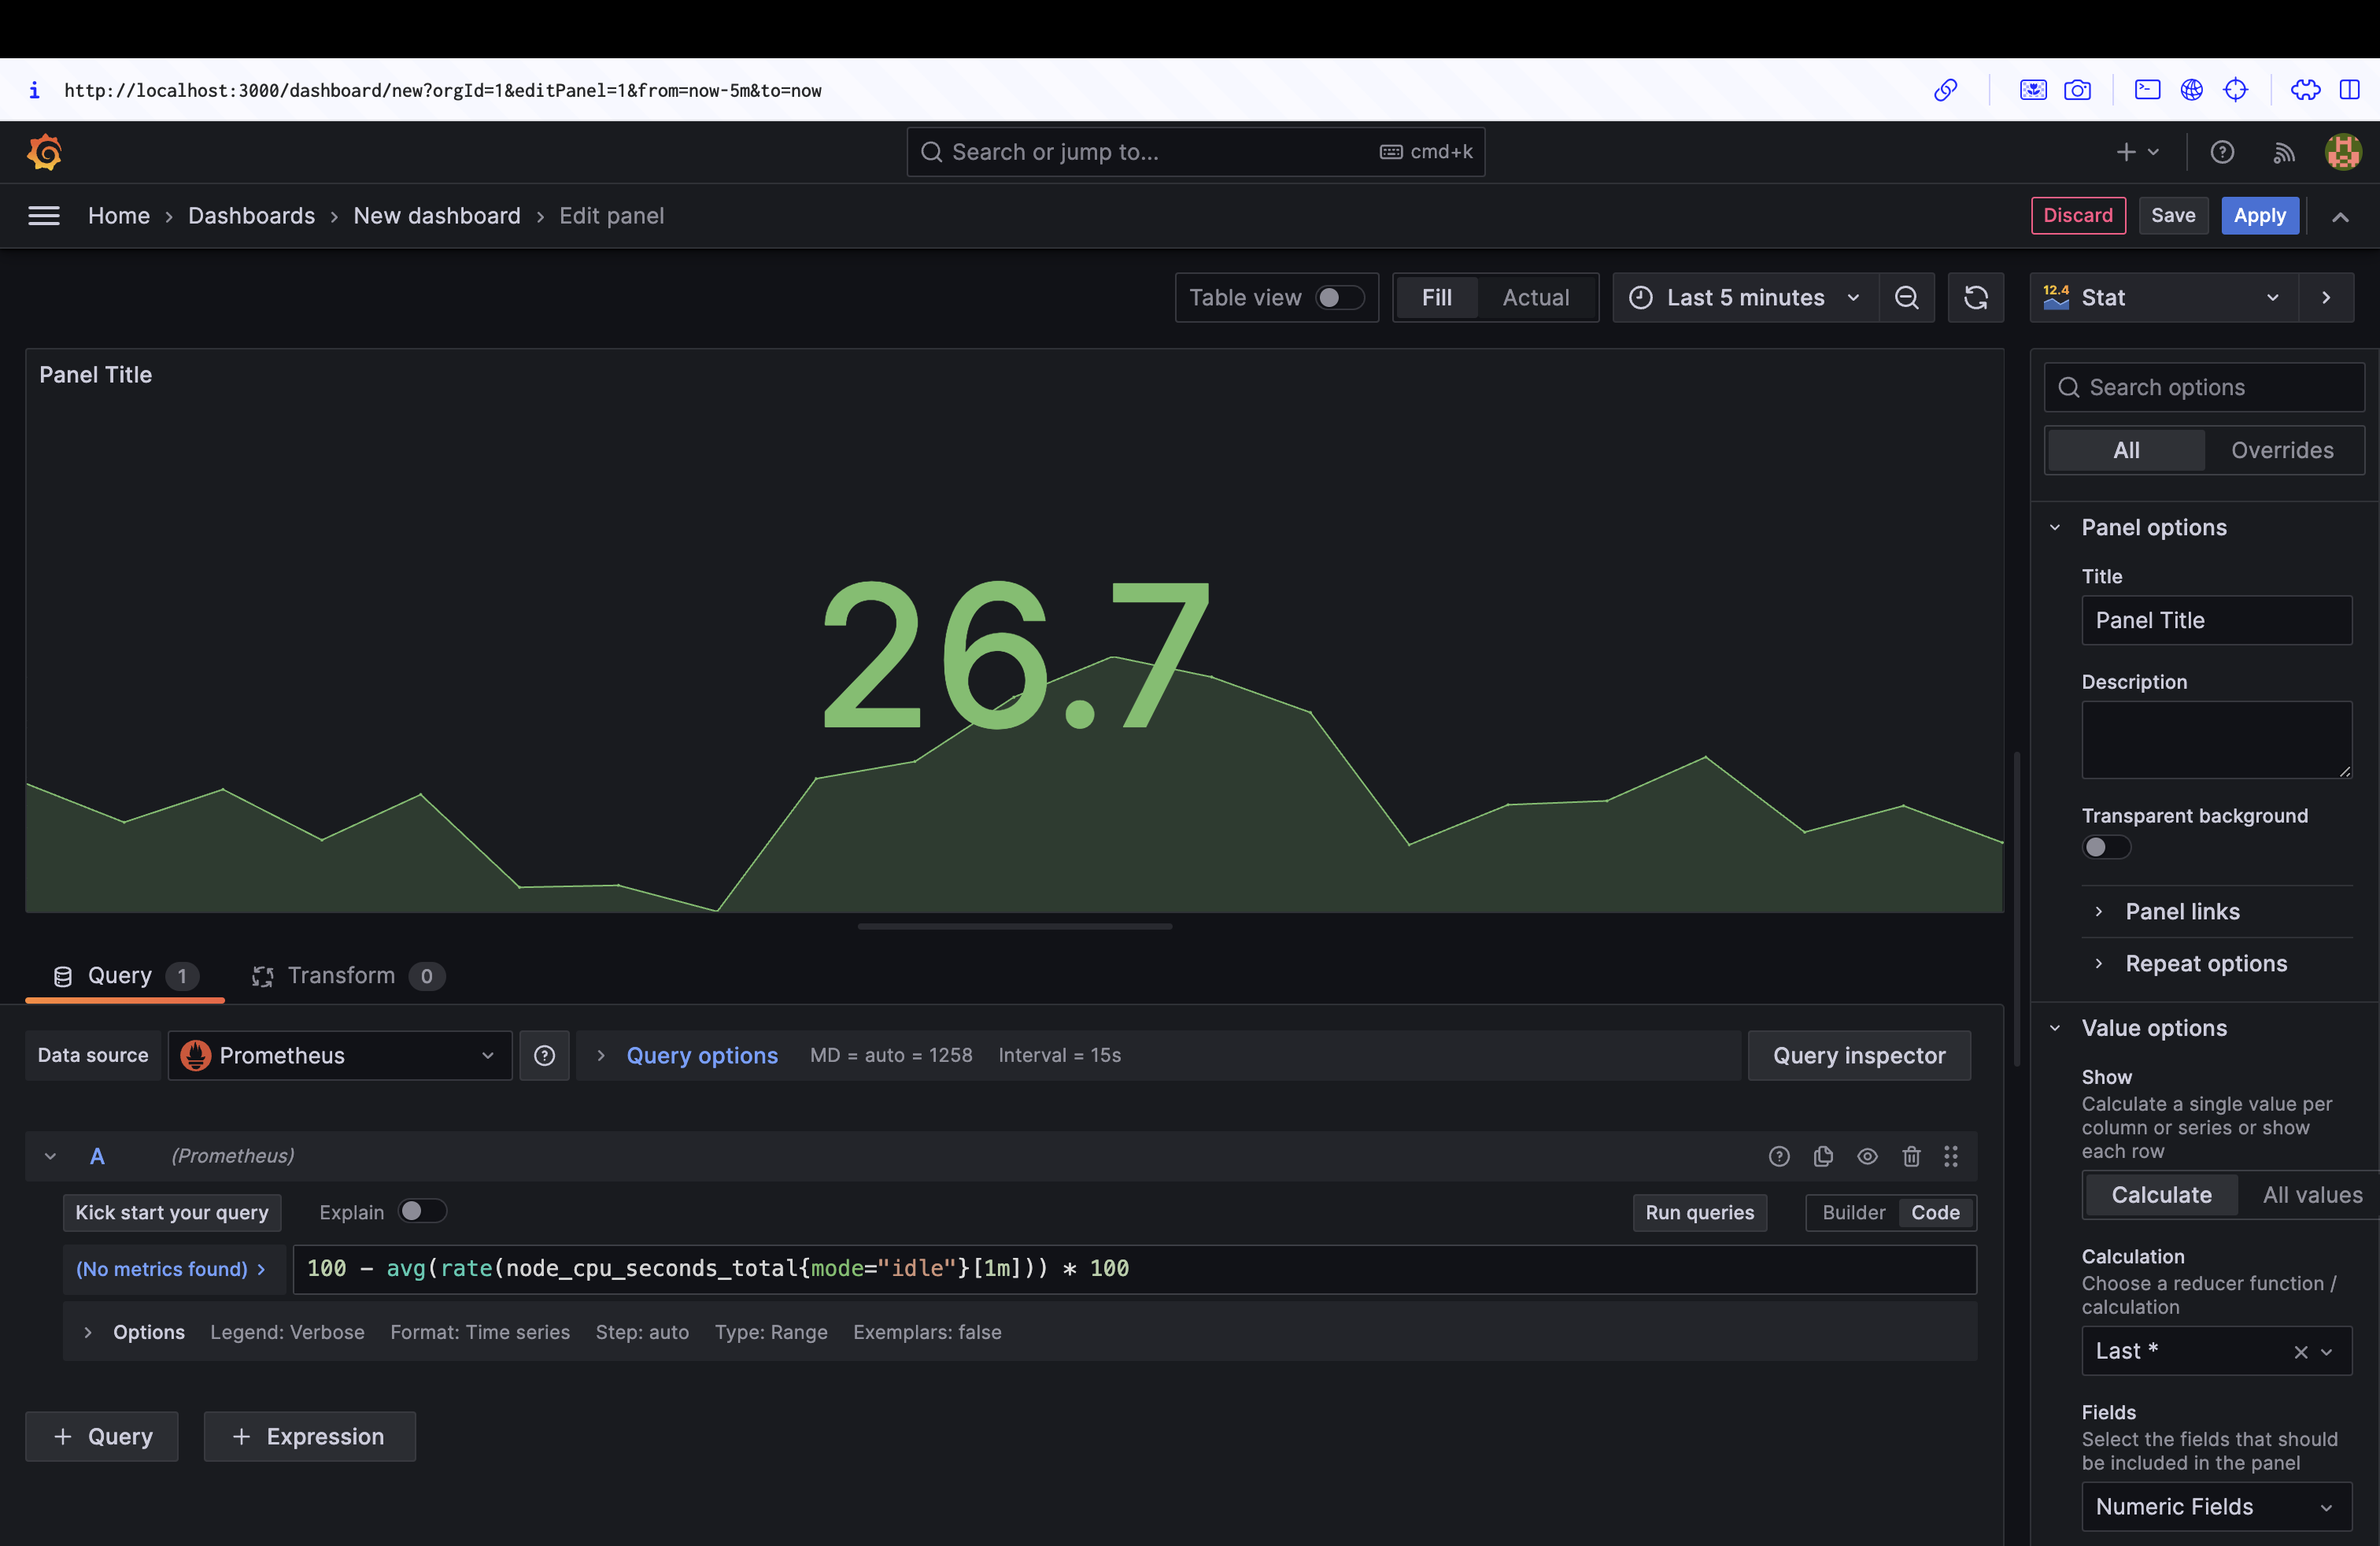 i http://localhost:3000/dashboard/new?orgId=1&editPanel=1&from=now-5m&to=now
Search or jump to... cmd+k
Home › Dashboards › New dashboard › Edit panel Discard Save Apply
Table view Fill Actual Last 5 minutes 12.4 Stat
Panel Title
26.7
Search options
All Overrides
Panel options
Title
Panel Title
Description
Transparent background
Panel links
Repeat options
Value options
Show
Calculate a single value per
column or series or show
each row
Calculate All values
Calculation
Choose a reducer function /
calculation
Last *
Fields
Select the fields that should
be included in the panel
Numeric Fields
Query 1 Transform 0
Data source Prometheus Query options MD = auto = 1258 Interval = 15s Query inspector
A (Prometheus)
Kick start your query Explain Run queries Builder Code
(No metrics found) › 100 - avg(rate(node_cpu_seconds_total{mode="idle"}[1m])) * 100
Options Legend: Verbose Format: Time series Step: auto Type: Range Exemplars: false
+ Query + Expression